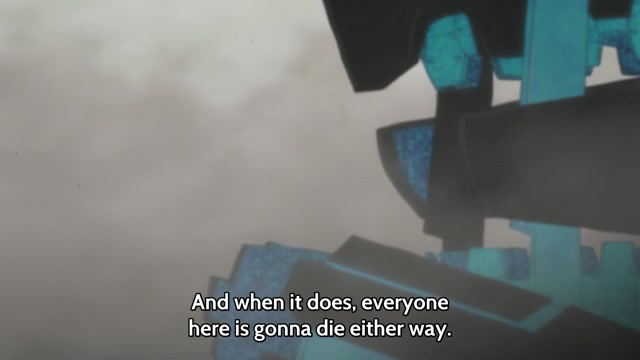 And when it does, everyone
here is gonna die either way.